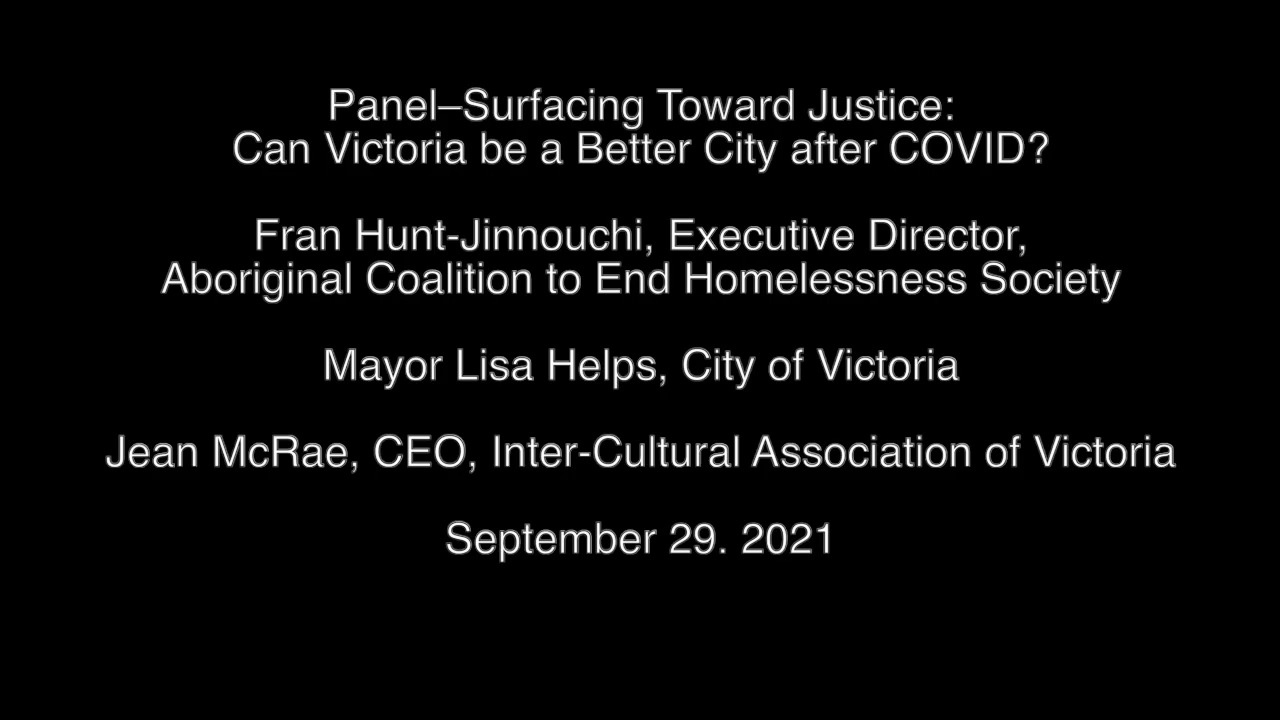 Panel–Surfacing Toward Justice:
Can Victoria be a Better City after COVID?
Fran Hunt-Jinnouchi, Executive Director,
Aboriginal Coalition to End Homelessness Society
Mayor Lisa Helps, City of Victoria
Jean McRae, CEO, Inter-Cultural Association of Victoria
September 29. 2021